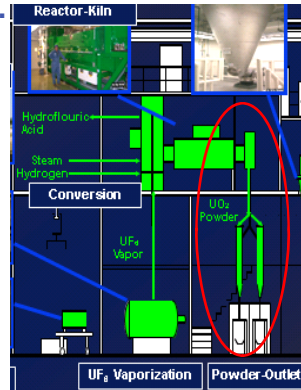 Reactor-Kiln
Hydroflouric
Acid
Steam
Hydrogen
Conversion
UO₂
Powder
UF₆
Vapor
UF₆ Vaporization
Powder-Outlet